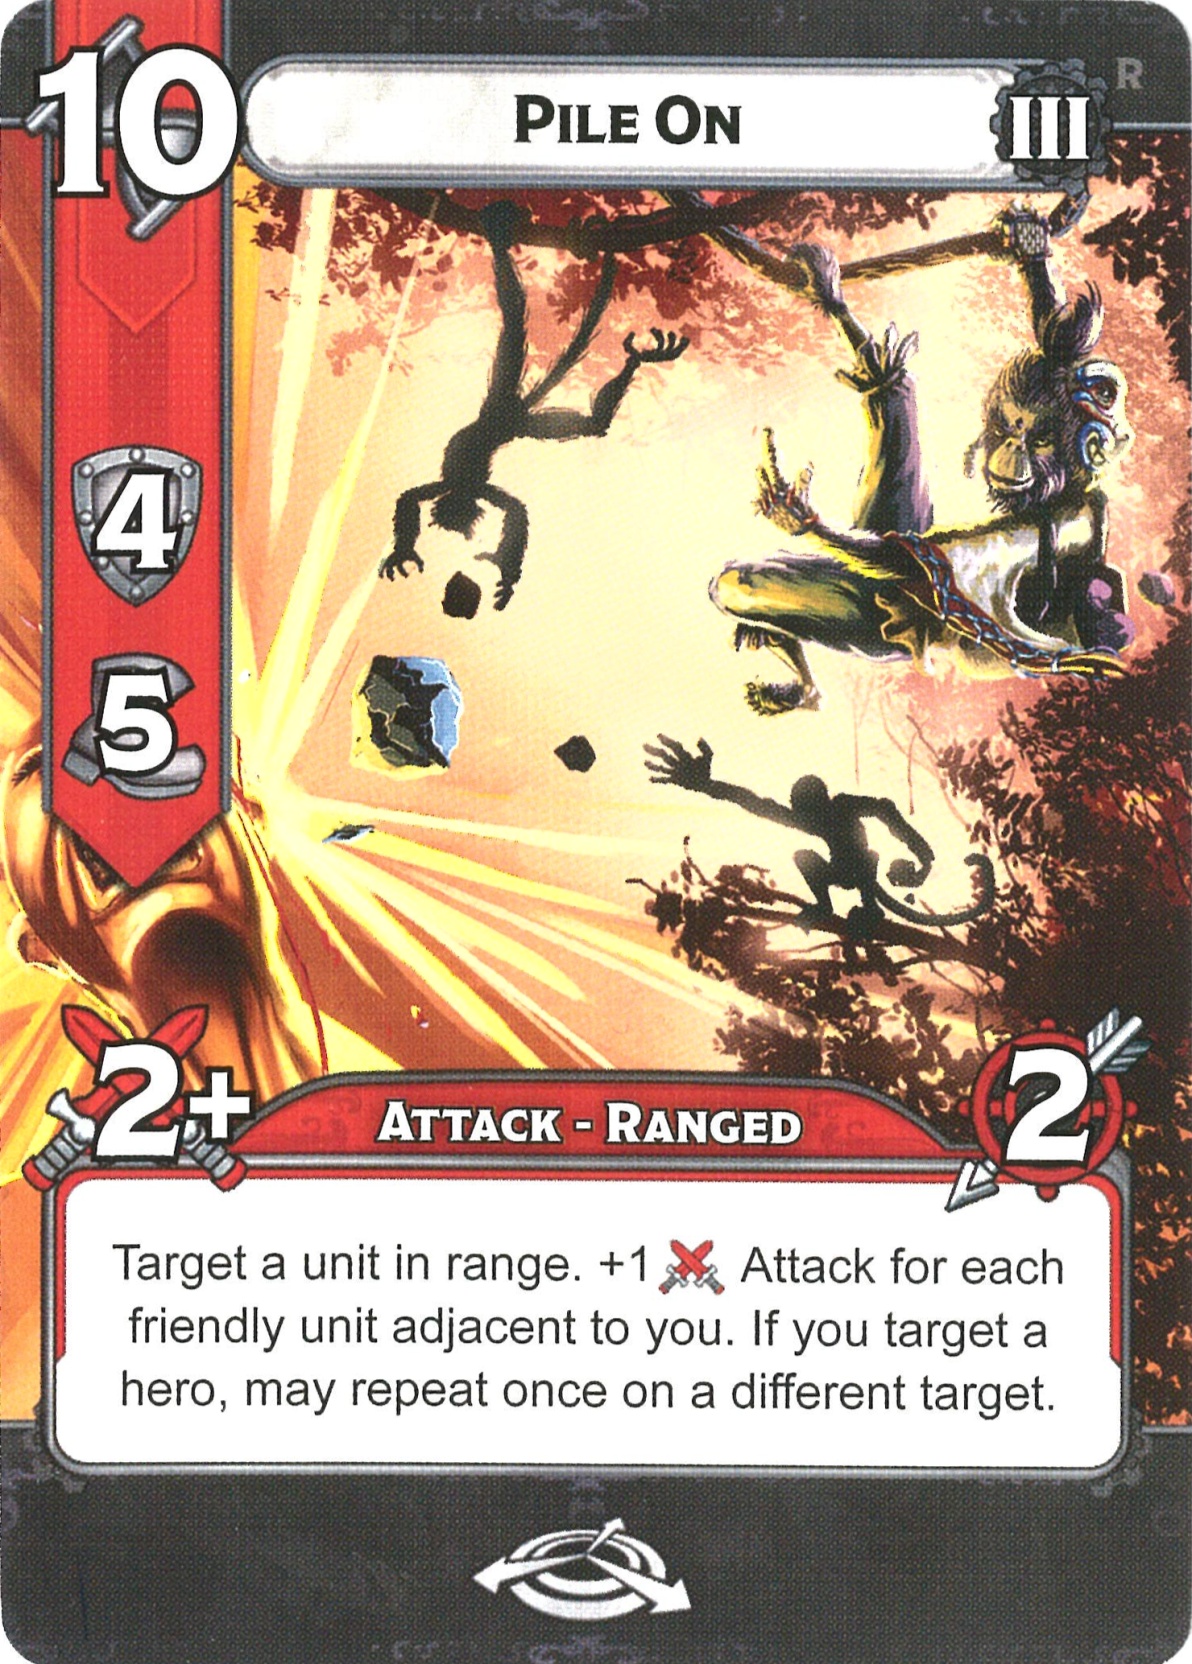 10
PILE ON
III
R
4
5
2+
ATTACK - RANGED
2
Target a unit in range. +1 Attack for each
friendly unit adjacent to you. If you target a
hero, may repeat once on a different target.